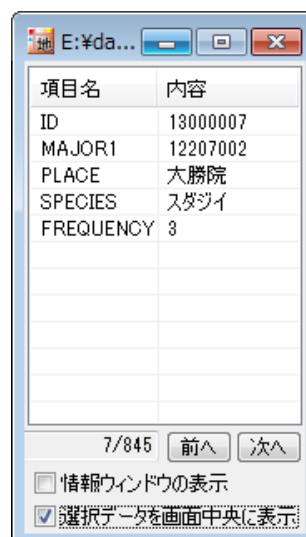 地 E:¥da...
項目名 内容
ID 13000007
MAJOR1 12207002
PLACE 大勝院
SPECIES スダジイ
FREQUENCY 3
7/845 前へ 次へ
情報ウィンドウの表示
選択データを画面中央に表示